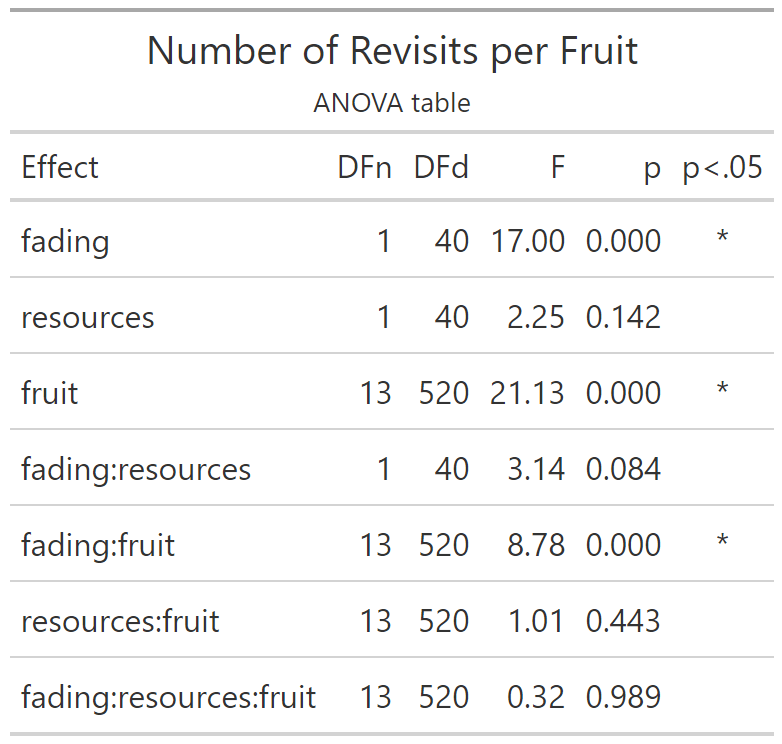 Number of Revisits per Fruit
ANOVA table
Effect DFn DFd F p p<.05
fading 1 40 17.00 0.000 *
resources 1 40 2.25 0.142
fruit 13 520 21.13 0.000 *
fading:resources 1 40 3.14 0.084
fading:fruit 13 520 8.78 0.000 *
resources:fruit 13 520 1.01 0.443
fading:resources:fruit 13 520 0.32 0.989